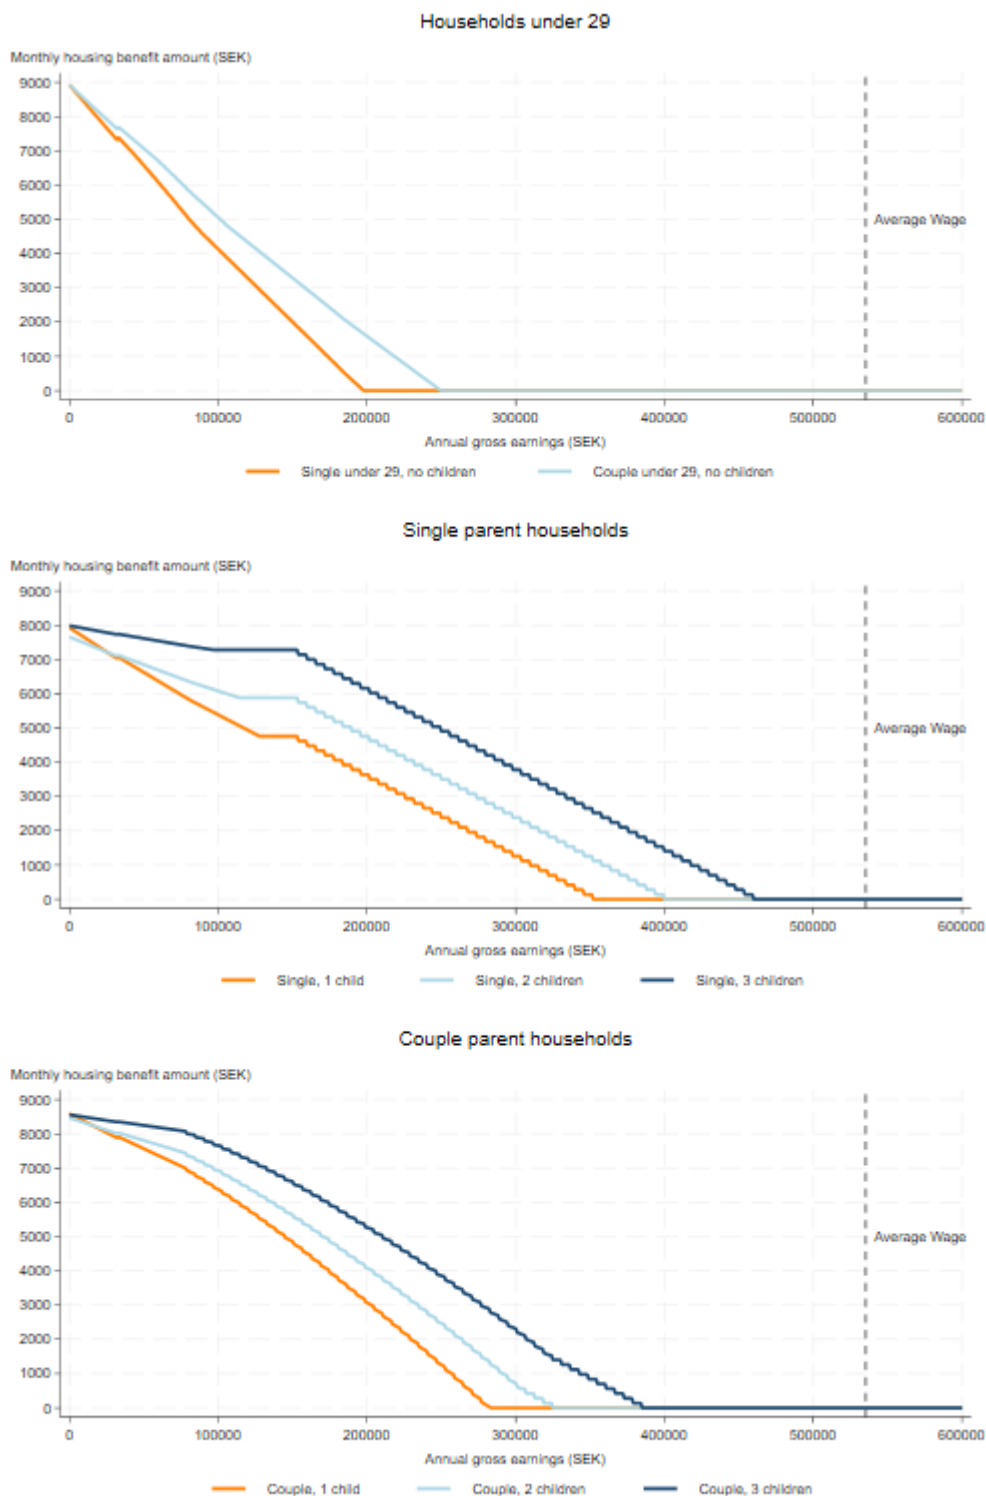 Households under 29
Monthly housing benefit amount (SEK)
9000
8000
7000
6000
5000
4000
3000
2000
1000
0
Average Wage
0 100000 200000 300000 400000 500000 600000
Annual gross earnings (SEK)
Single under 29, no children Couple under 29, no children
Single parent households
Monthly housing benefit amount (SEK)
9000
8000
7000
6000
5000
4000
3000
2000
1000
0
Average Wage
0 100000 200000 300000 400000 500000 600000
Annual gross earnings (SEK)
Single, 1 child Single, 2 children Single, 3 children
Couple parent households
Monthly housing benefit amount (SEK)
9000
8000
7000
6000
5000
4000
3000
2000
1000
0
Average Wage
0 100000 200000 300000 400000 500000 600000
Annual gross earnings (SEK)
Couple, 1 child Couple, 2 children Couple, 3 children